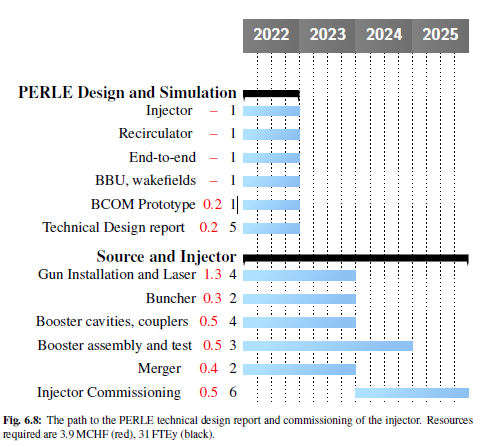 2022 2023 2024 2025
PERLE Design and Simulation
Injector – 1
Recirculator – 1
End-to-end – 1
BBU, wakefields – 1
BCOM Prototype 0.2 1
Technical Design report 0.2 5
Source and Injector
Gun Installation and Laser 1.3 4
Buncher 0.3 2
Booster cavities, couplers 0.5 4
Booster assembly and test 0.5 3
Merger 0.4 2
Injector Commissioning 0.5 6
Fig. 6.8: The path to the PERLE technical design report and commissioning of the injector. Resources
required are 3.9 MCHF (red), 31 FTEy (black).